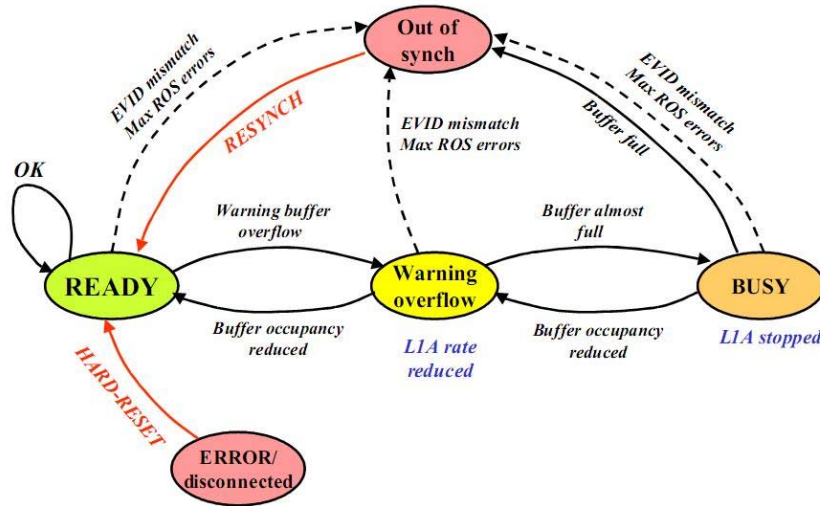 Out of
synch
EVID mismatch
Max ROS errors
RESYNCH
EVID mismatch
Max ROS errors
EVID mismatch
Max ROS errors
Buffer full
OK
Warning buffer
overflow
Buffer almost
full
READY
Warning
overflow
BUSY
Buffer occupancy
reduced
L1A rate
reduced
Buffer occupancy
reduced
L1A stopped
HARD-RESET
ERROR/
disconnected